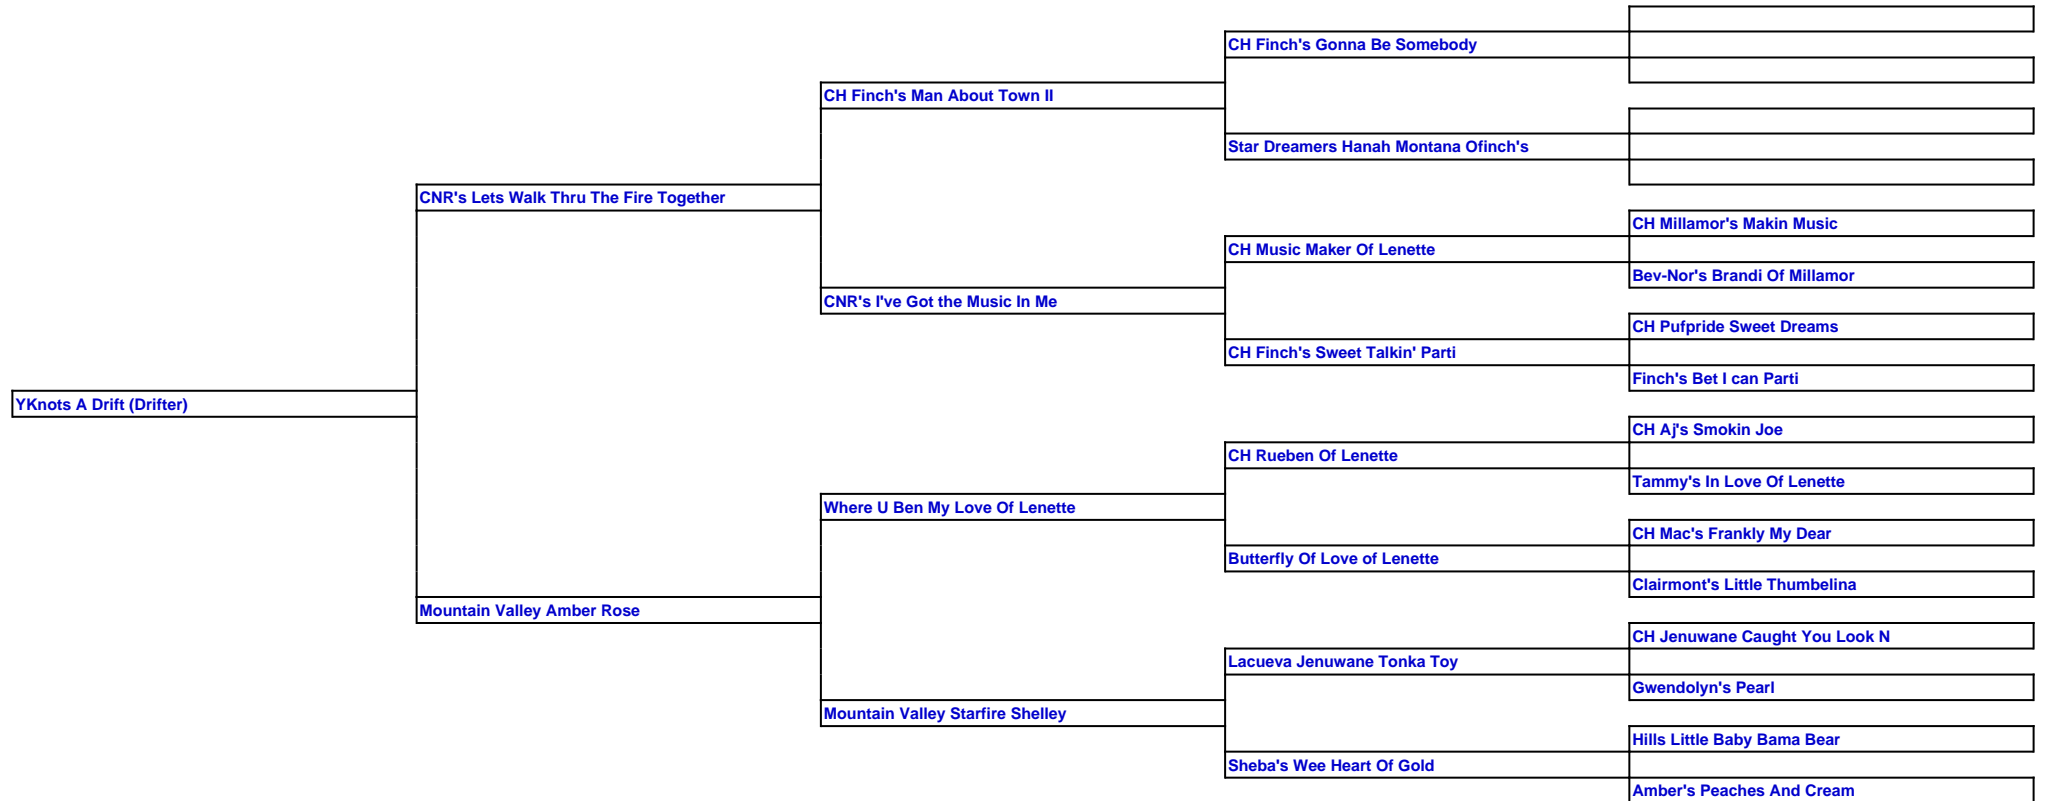 CH Finch's Gonna Be Somebody
CH Finch's Man About Town II
Star Dreamers Hanah Montana Ofinch's
CNR's Lets Walk Thru The Fire Together
CH Millamor's Makin Music
CH Music Maker Of Lenette
Bev-Nor's Brandi Of Millamor
CNR's I've Got the Music In Me
CH Pufpride Sweet Dreams
CH Finch's Sweet Talkin' Parti
Finch's Bet I can Parti
YKnots A Drift (Drifter)
CH Aj's Smokin Joe
CH Rueben Of Lenette
Tammy's In Love Of Lenette
Where U Ben My Love Of Lenette
CH Mac's Frankly My Dear
Butterfly Of Love of Lenette
Clairmont's Little Thumbelina
Mountain Valley Amber Rose
CH Jenuwane Caught You Look N
Lacueva Jenuwane Tonka Toy
Gwendolyn's Pearl
Mountain Valley Starfire Shelley
Hills Little Baby Bama Bear
Sheba's Wee Heart Of Gold
Amber's Peaches And Cream